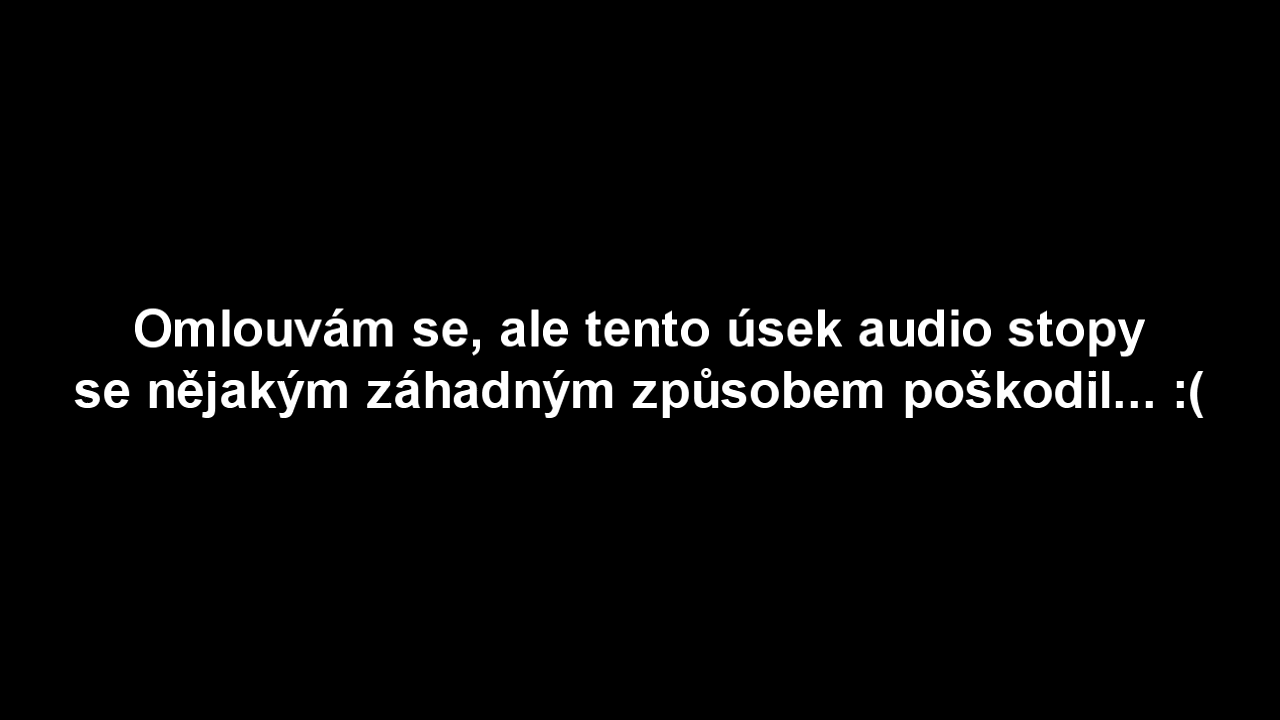 Omlouvám se, ale tento úsek audio stopy
se nějakým záhadným způsobem poškodil... :(